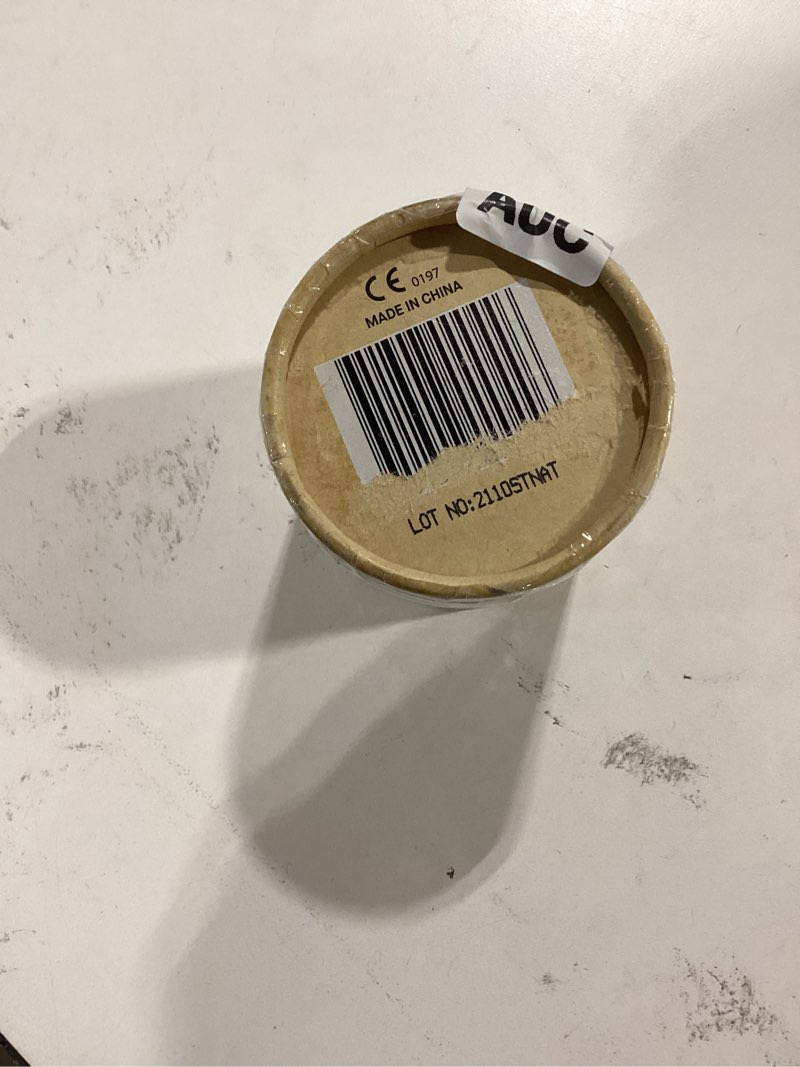 AUC
CE 0197
MADE IN CHINA
LOT NO:21105TNAT